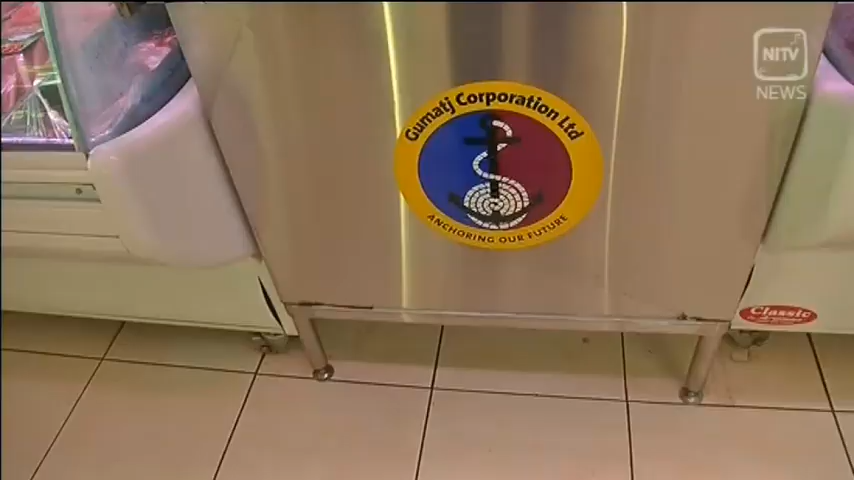 NITV
NEWS
Gumatj Corporation Ltd
ANCHORING OUR FUTURE
Classic